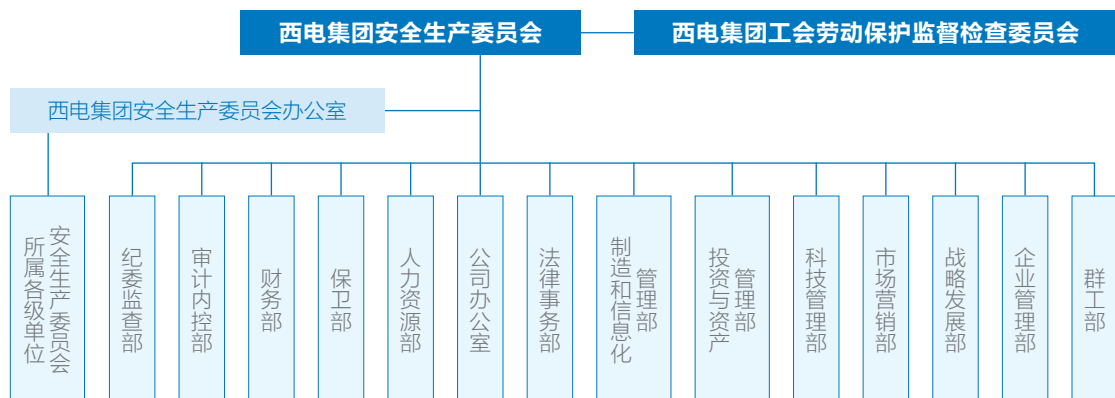 西电集团安全生产委员会
西电集团工会劳动保护监督检查委员会
西电集团安全生产委员会办公室
所属各级单位
安全生产委员会
纪委监查部
审计内控部
财务部
保卫部
人力资源部
公司办公室
法律事务部
制造和信息化
管理部
投资与资产
管理部
科技管理部
市场营销部
战略发展部
企业管理部
群工部